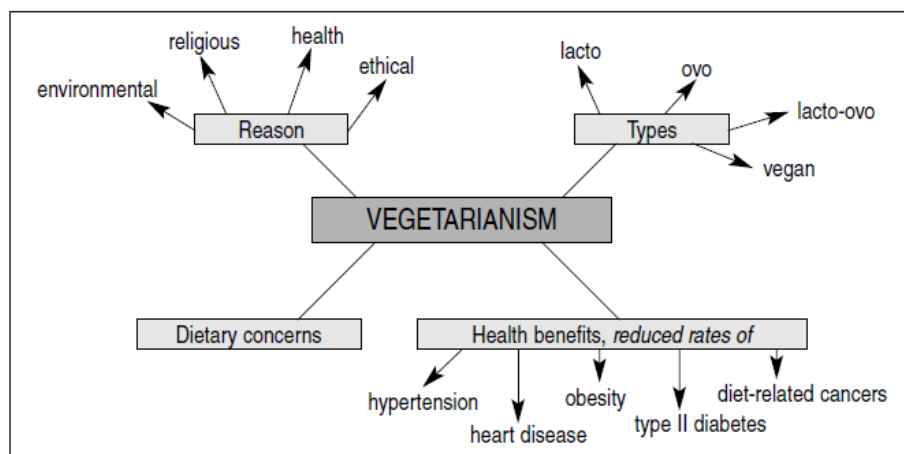 environmental
religious
health
ethical
Reason
lacto
ovo
lacto-ovo
vegan
Types
VEGETARIANISM
Dietary concerns
Health benefits, reduced rates of
hypertension
heart disease
obesity
type II diabetes
diet-related cancers